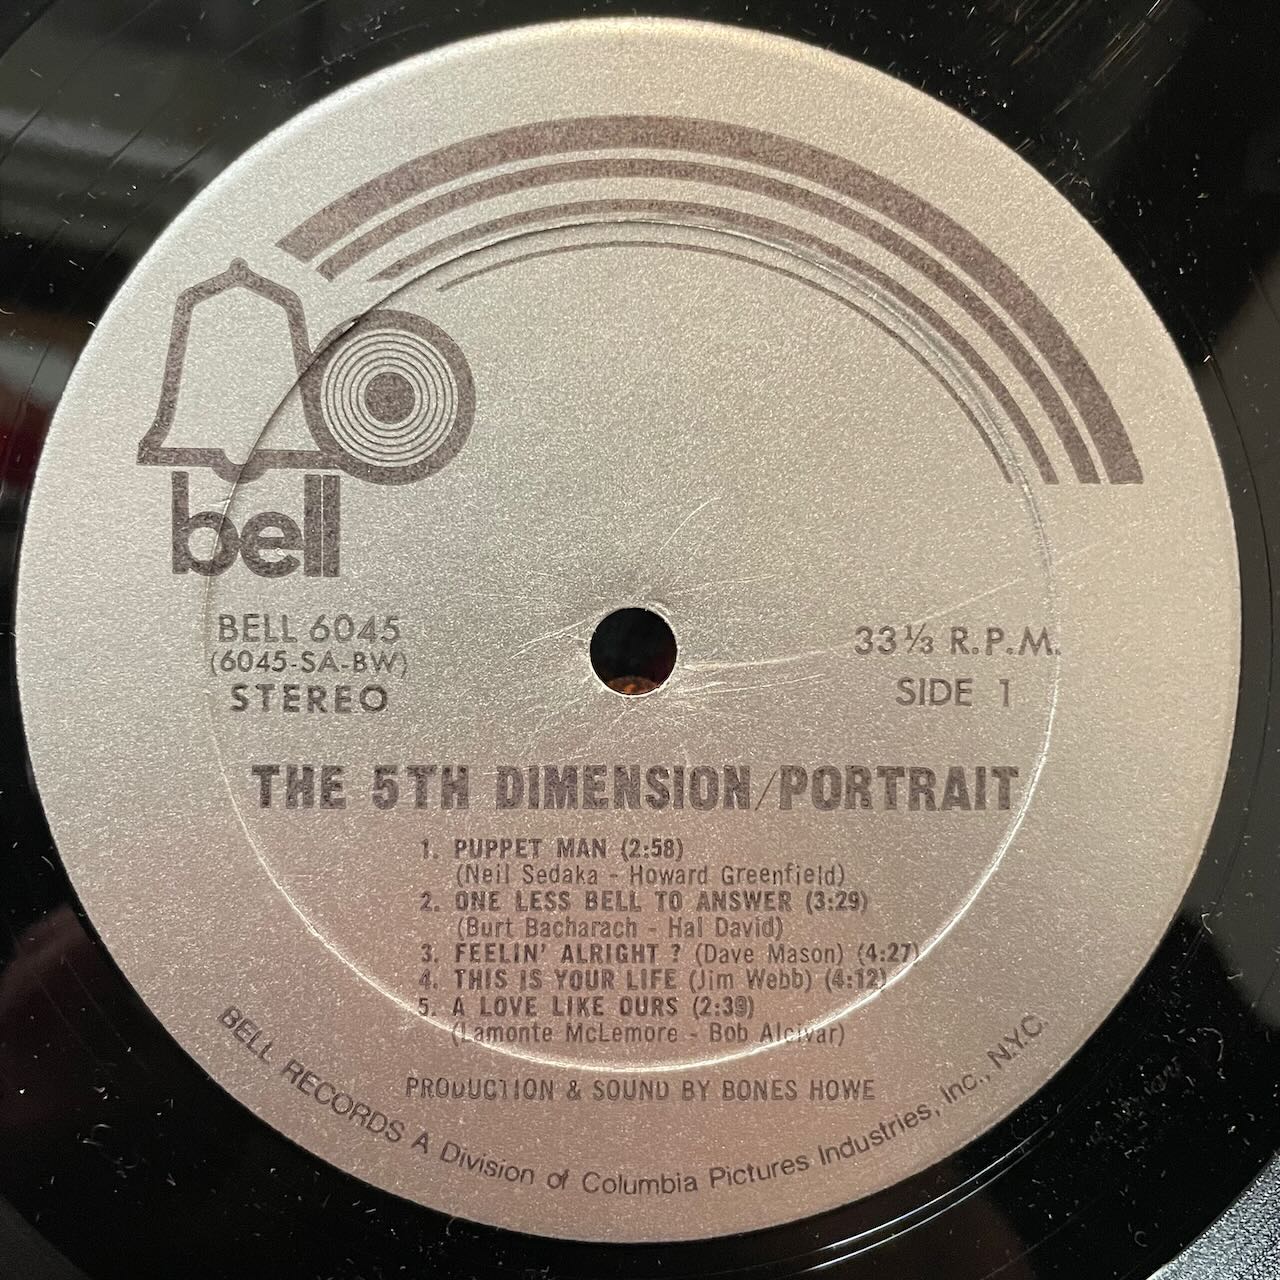 bell
BELL 6045
(6045-SA-BW)
STEREO
33 ⅓ R.P.M.
SIDE 1
THE 5TH DIMENSION/PORTRAIT
1. PUPPET MAN (2:58)
(Neil Sedaka - Howard Greenfield)
2. ONE LESS BELL TO ANSWER (3:29)
(Burt Bacharach - Hal David)
3. FEELIN' ALRIGHT ? (Dave Mason) (4:27)
4. THIS IS YOUR LIFE (Jim Webb) (4:12)
5. A LOVE LIKE OURS (2:39)
(Lamonte McLemore - Bob Alcivar)
PRODUCTION & SOUND BY BONES HOWE
BELL RECORDS A Division of Columbia Pictures Industries, Inc., N.Y.C.